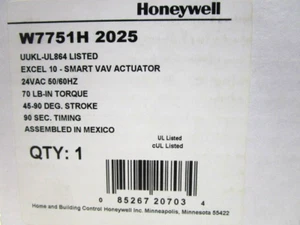 Honeywell
W7751H 2025
UUKL-UL864 LISTED
EXCEL 10 - SMART VAV ACTUATOR
24VAC 50/60HZ
70 LB-IN TORQUE
45-90 DEG. STROKE
90 SEC. TIMING
ASSEMBLED IN MEXICO
UL Listed
cUL Listed
QTY: 1
0 85267 20703 4
Home and Building Control Honeywell Inc. Minneapolis, Minnesota 55422